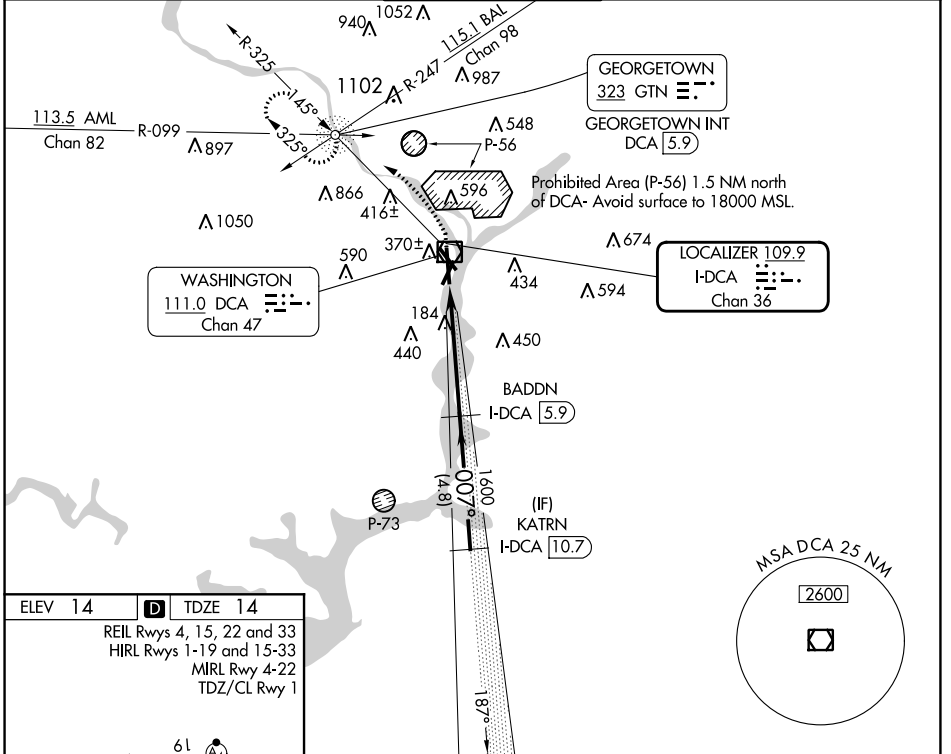 940
1052
115.1 BAL
Chan 98
R-325
R-247
1102
987
GEORGETOWN
323 GTN
GEORGETOWN INT
DCA 5.9
113.5 AML
Chan 82
R-099
145°
325°
897
548
P-56
866
416±
596
Prohibited Area (P-56) 1.5 NM north
of DCA- Avoid surface to 18000 MSL.
1050
370±
590
674
434
594
LOCALIZER 109.9
I-DCA
Chan 36
WASHINGTON
111.0 DCA
Chan 47
184
440
450
BADDN
I-DCA 5.9
1600
007°
(4.8)
P-73
(IF)
KATRN
I-DCA 10.7
187°
MSA DCA 25 NM
2600
ELEV 14 D TDZE 14
REIL Rwys 4, 15, 22 and 33
HIRL Rwys 1-19 and 15-33
MIRL Rwy 4-22
TDZ/CL Rwy 1
19